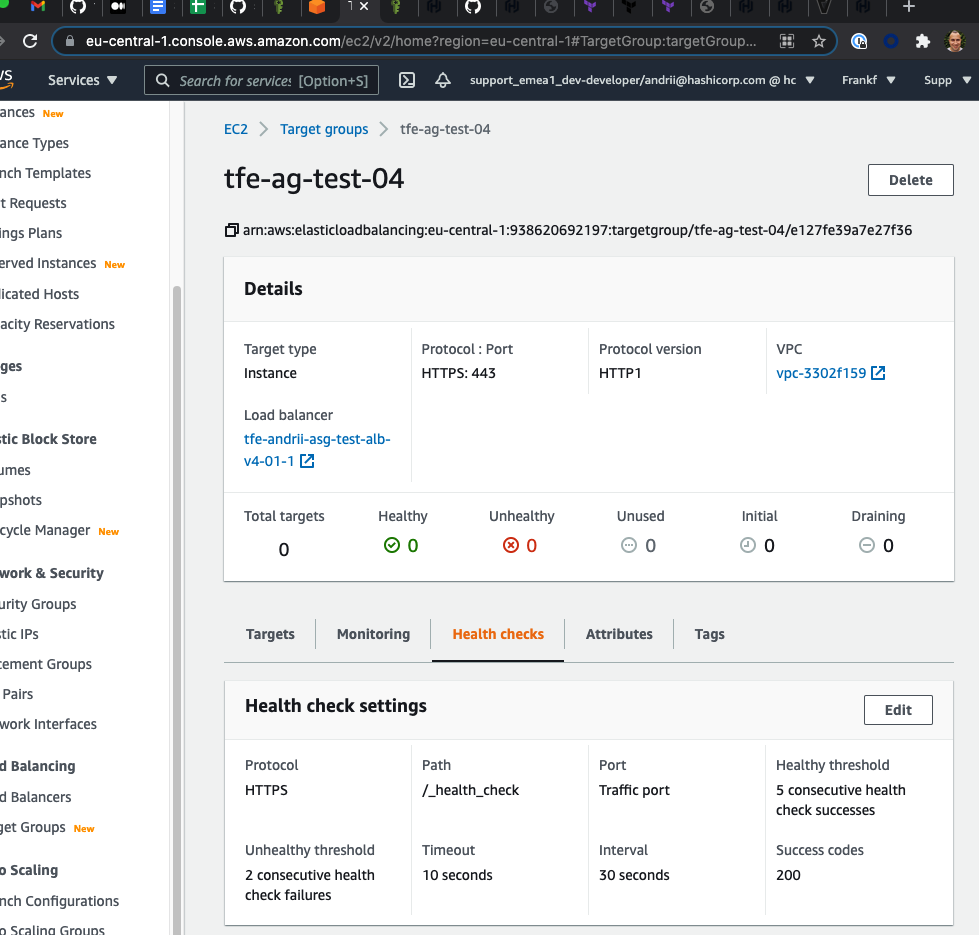 eu-central-1.console.aws.amazon.com/ec2/v2/home?region=eu-central-1#TargetGroup:targetGroup...
Services
Search for services
[Option+S]
support_emea1_dev-developer/andrii@hashicorp.com @ hc
Frankf
Supp
ances New
ance Types
nch Templates
t Requests
ings Plans
erved Instances New
licated Hosts
acity Reservations
ges
s
stic Block Store
umes
pshots
cycle Manager New
work & Security
urity Groups
stic IPs
cement Groups
Pairs
work Interfaces
d Balancing
d Balancers
get Groups New
o Scaling
nch Configurations
o Scaling Groups
EC2 > Target groups > tfe-ag-test-04
tfe-ag-test-04
Delete
arn:aws:elasticloadbalancing:eu-central-1:938620692197:targetgroup/tfe-ag-test-04/e127fe39a7e27f36
Details
Target type
Instance
Protocol : Port
HTTPS: 443
Protocol version
HTTP1
VPC
vpc-3302f159
Load balancer
tfe-andrii-asg-test-alb-
v4-01-1
Total targets
0
Healthy
0
Unhealthy
0
Unused
0
Initial
0
Draining
0
Targets
Monitoring
Health checks
Attributes
Tags
Health check settings
Edit
Protocol
HTTPS
Path
/_health_check
Port
Traffic port
Healthy threshold
5 consecutive health
check successes
Unhealthy threshold
2 consecutive health
check failures
Timeout
10 seconds
Interval
30 seconds
Success codes
200